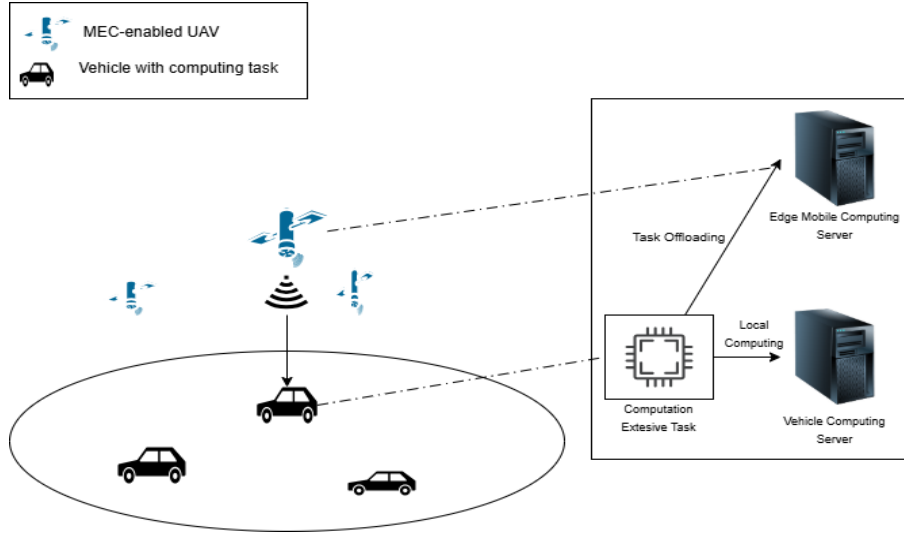 MEC-enabled UAV
Vehicle with computing task
Edge Mobile Computing
Server
Task Offloading
Local
Computing
Computation
Extesive Task
Vehicle Computing
Server